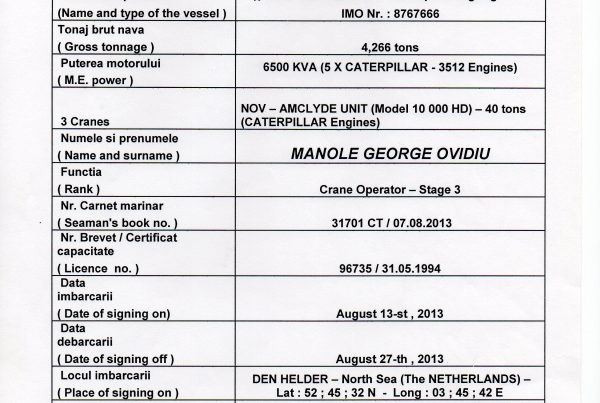 (Name and type of the vessel )
IMO Nr. : 8767666
Tonaj brut nava
( Gross tonnage)
4,266 tons
Puterea motorului
( M.E. power )
6500 KVA (5 X CATERPILLAR - 3512 Engines)
3 Cranes
NOV – AMCLYDE UNIT (Model 10 000 HD) – 40 tons
(CATERPILLAR Engines)
Numele si prenumele
( Name and surname )
MANOLE GEORGE OVIDIU
Functia
( Rank )
Crane Operator – Stage 3
Nr. Carnet marinar
( Seaman's book no. )
31701 CT / 07.08.2013
Nr. Brevet / Certificat
capacitate
( Licence no. )
96735 / 31.05.1994
Data
imbarcarii
( Date of signing on)
August 13-st , 2013
Data
debarcarii
( Date of signing off )
August 27-th , 2013
Locul imbarcarii
( Place of signing on )
DEN HELDER – North Sea (The NETHERLANDS) –
Lat : 52 ; 45 ; 32 N - Long : 03 ; 45 ; 42 E